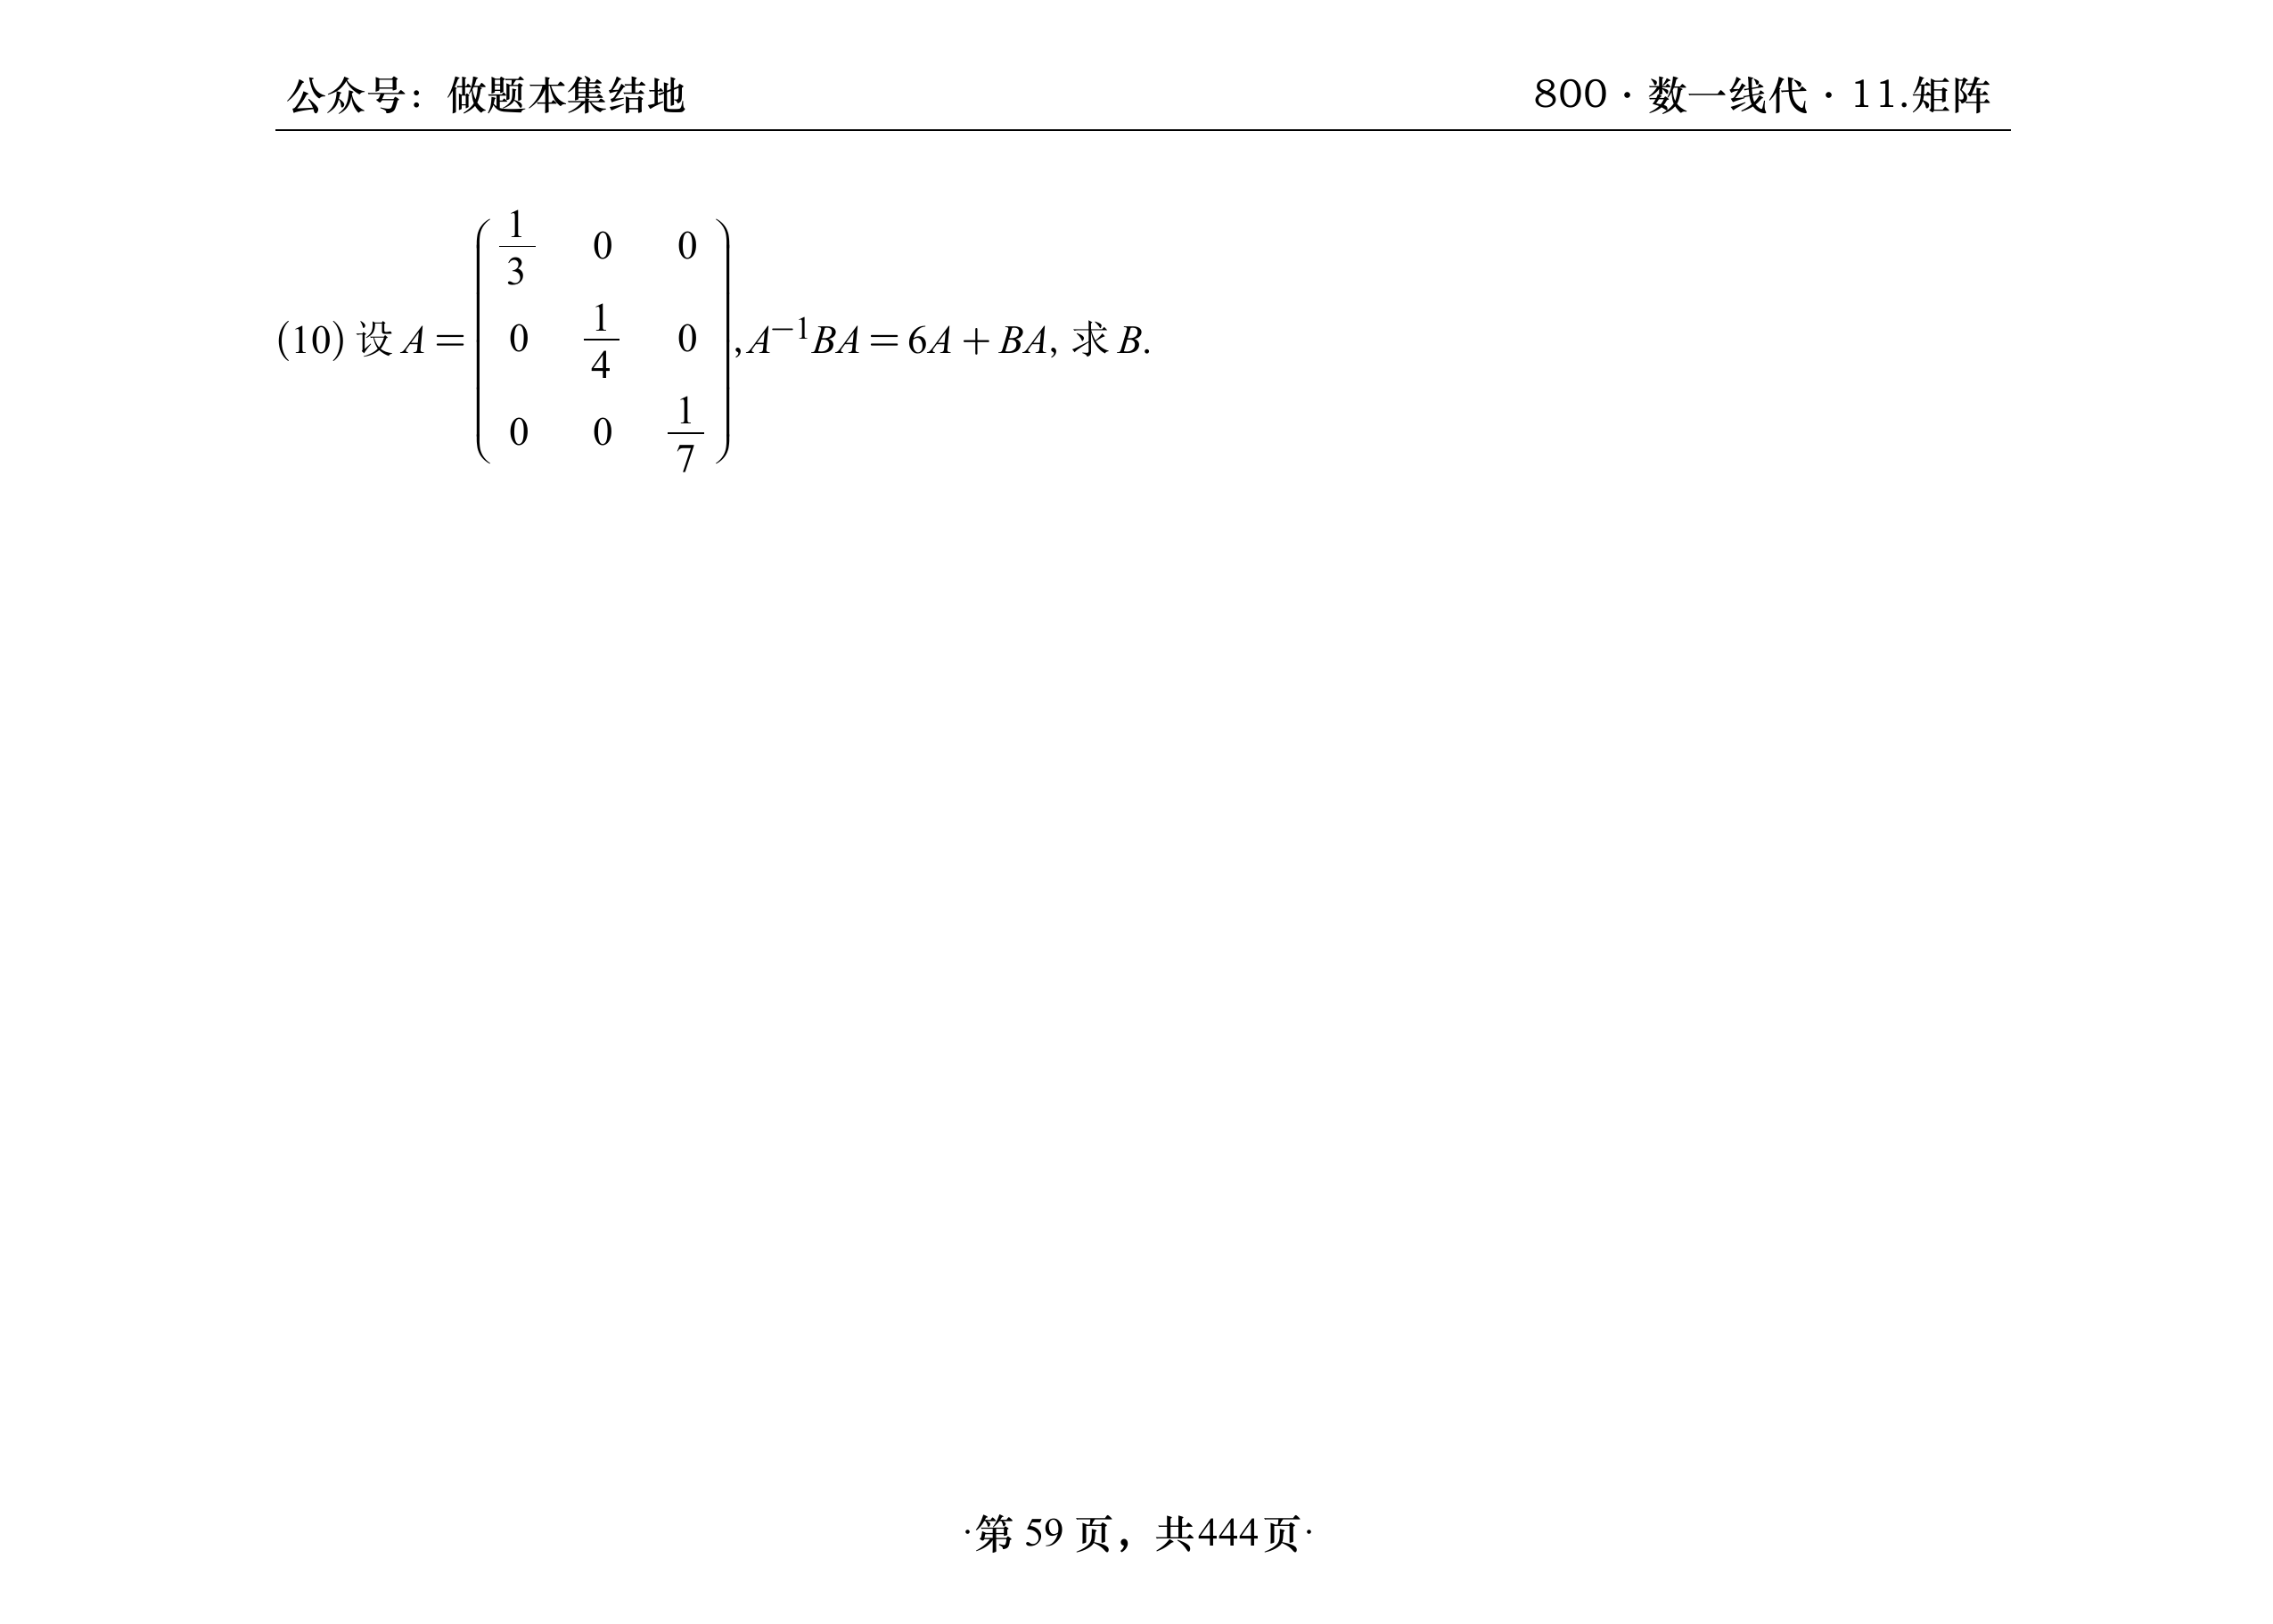 公众号：做题本集结地
800·数一线代·11.矩阵
(10) 设 A = \begin{pmatrix} \frac{1}{3} & 0 & 0 \\ 0 & \frac{1}{4} & 0 \\ 0 & 0 & \frac{1}{7} \end{pmatrix}, A^{-1}BA = 6A + BA, 求 B.
·第 59 页，共444页·